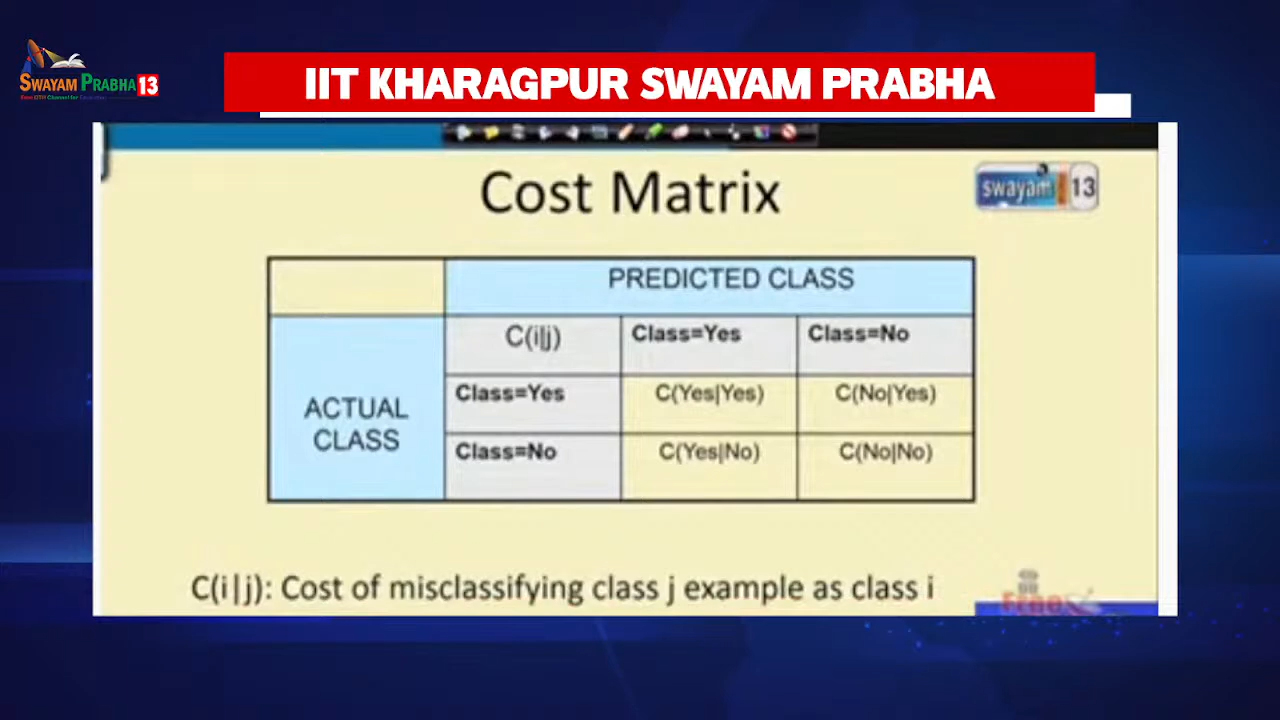 SWAYAM PRABHA 13
IIT KHARAGPUR SWAYAM PRABHA
Cost Matrix
swayam 13
PREDICTED CLASS
C(i|j) Class=Yes Class=No
ACTUAL CLASS
Class=Yes C(Yes|Yes) C(No|Yes)
Class=No C(Yes|No) C(No|No)
C(i|j): Cost of misclassifying class j example as class i
Free